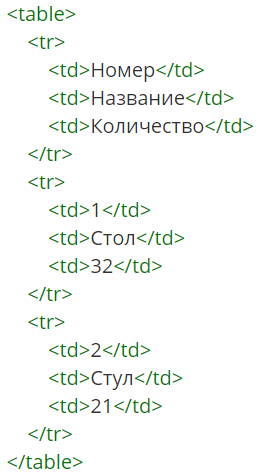 <table>
<tr>
<td>Номер</td>
<td>Название</td>
<td>Количество</td>
</tr>
<tr>
<td>1</td>
<td>Стол</td>
<td>32</td>
</tr>
<tr>
<td>2</td>
<td>Стул</td>
<td>21</td>
</tr>
</table>